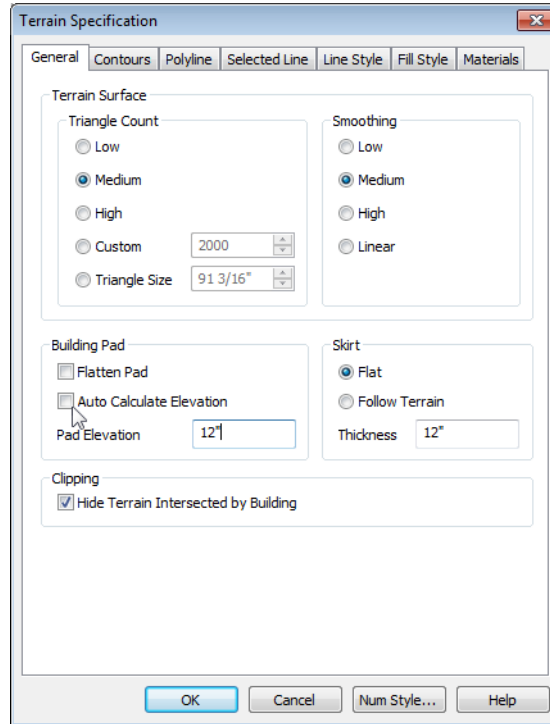 Terrain Specification
General Contours Polyline Selected Line Line Style Fill Style Materials
Terrain Surface
Triangle Count
Low
Medium
High
Custom 2000
Triangle Size 91 3/16"
Smoothing
Low
Medium
High
Linear
Building Pad
Flatten Pad
Auto Calculate Elevation
Pad Elevation 12"
Skirt
Flat
Follow Terrain
Thickness 12"
Clipping
Hide Terrain Intersected by Building
OK Cancel Num Style... Help